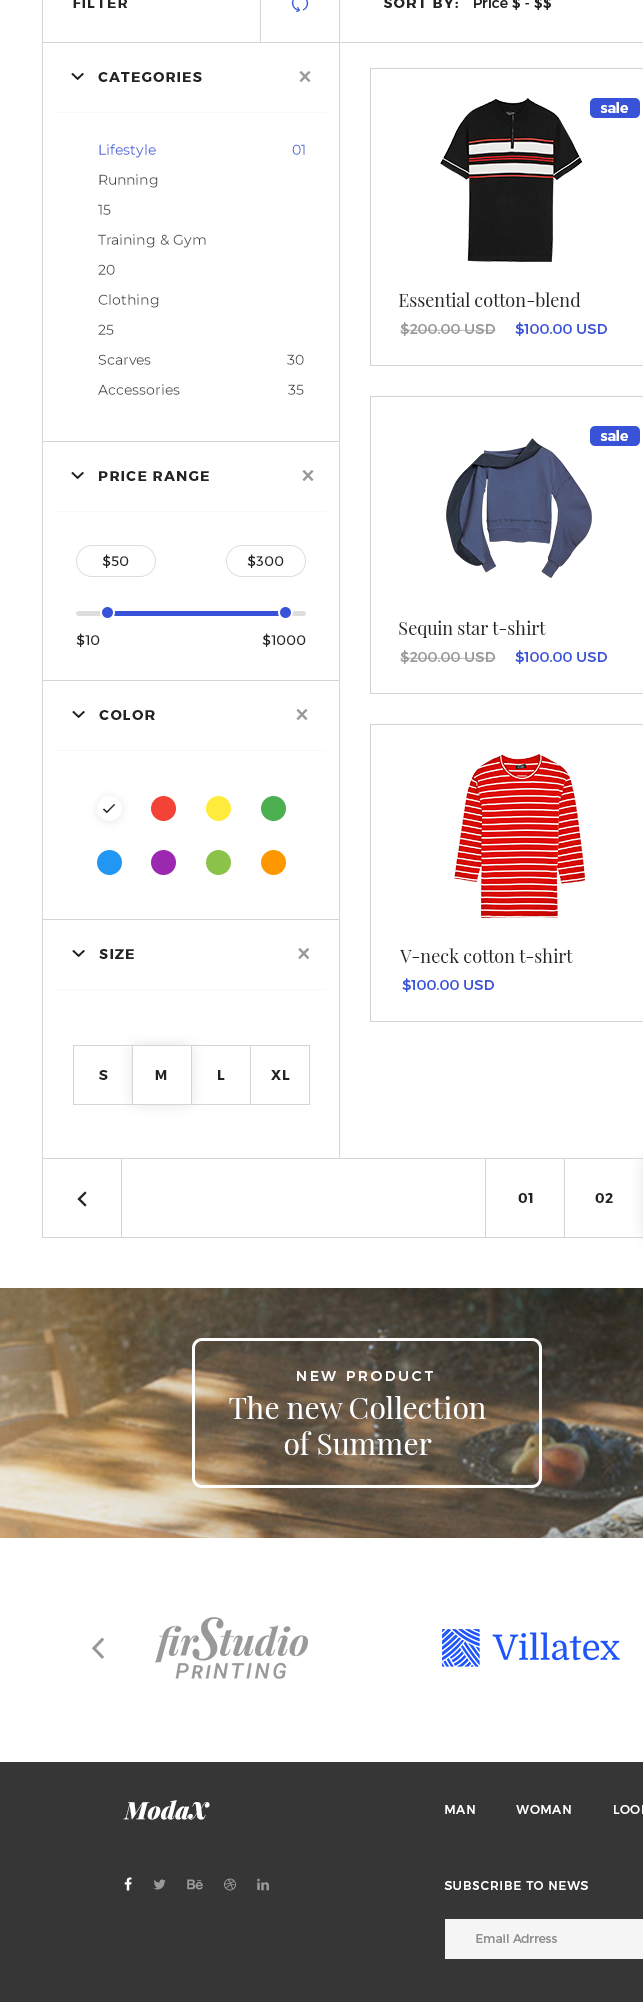 FILTER
SORT BY: Price $ - $$
CATEGORIES
Lifestyle 01
Running
15
Training & Gym
20
Clothing
25
Scarves 30
Accessories 35
PRICE RANGE
$50 $300
$10 $1000
COLOR
SIZE
S M L XL
sale
Essential cotton-blend
$200.00 USD $100.00 USD
sale
Sequin star t-shirt
$200.00 USD $100.00 USD
V-neck cotton t-shirt
$100.00 USD
01 02
NEW PRODUCT
The new Collection
of Summer
firStudio
PRINTING
Villatex
ModaX
MAN WOMAN
SUBSCRIBE TO NEWS
Email Adrress